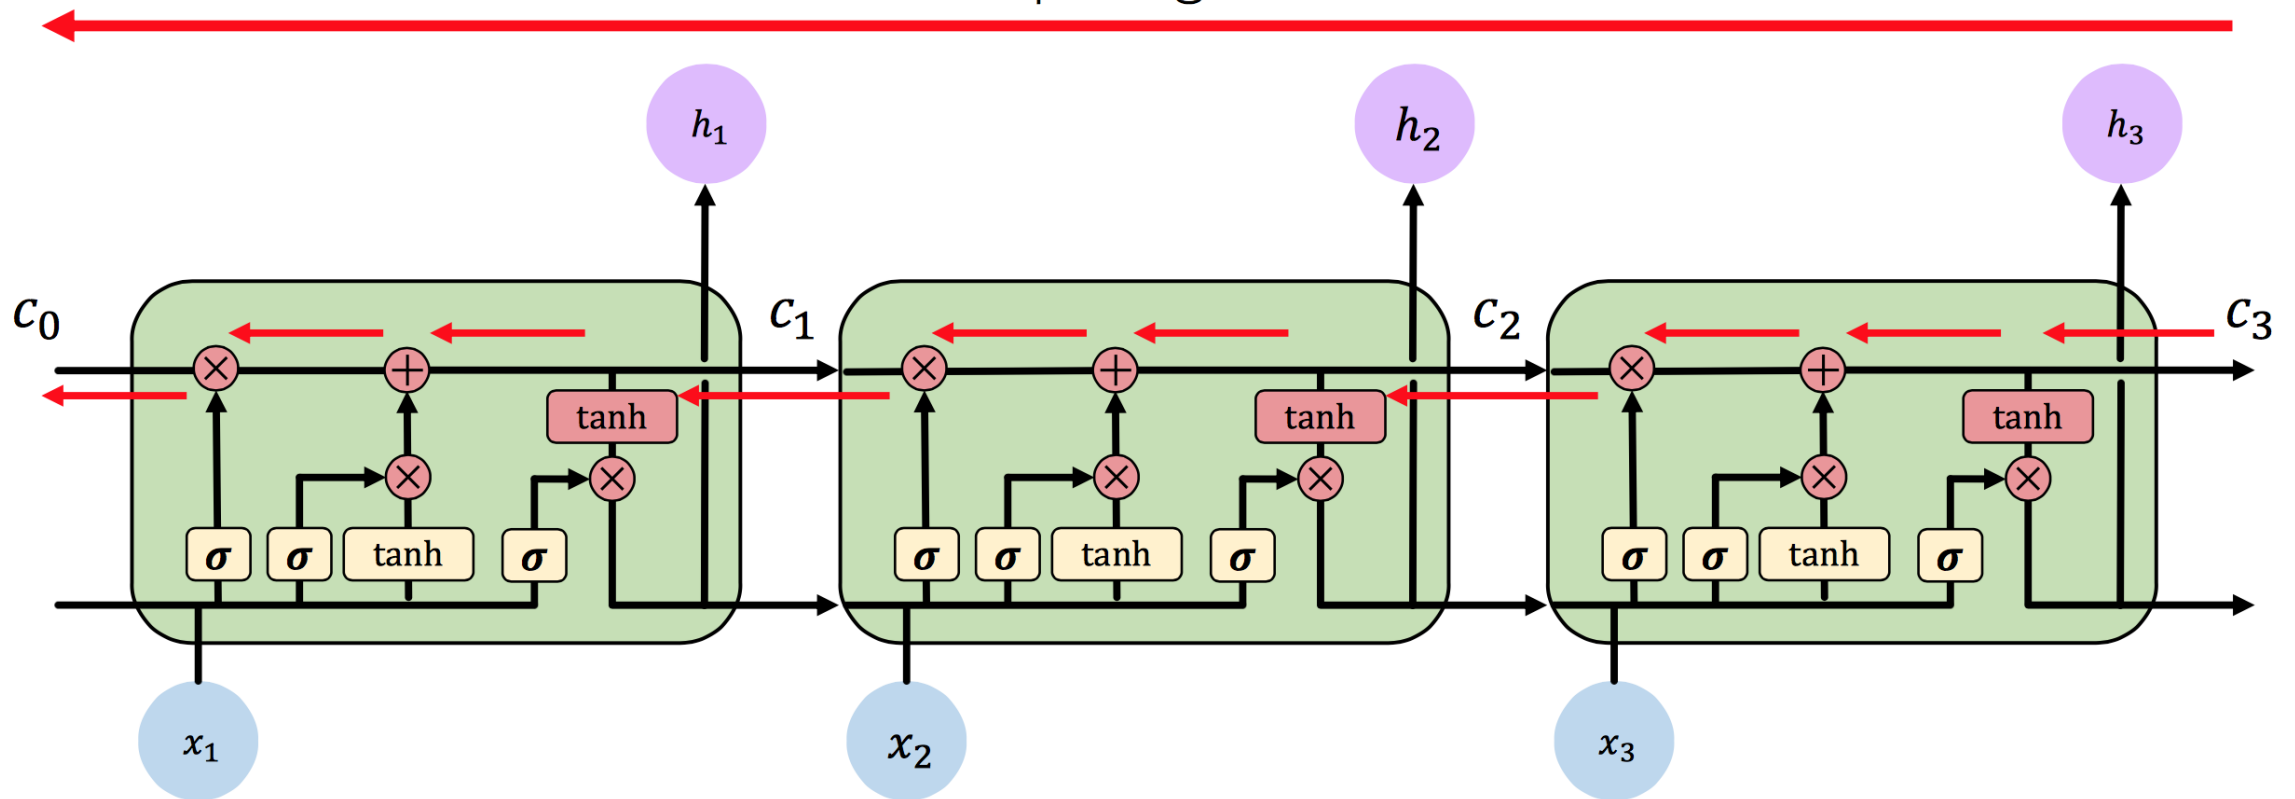 h₁ h₂ h₃
c₀ c₁ c₂ c₃
× + × + × +
tanh tanh tanh
× × × × × ×
σ σ tanh σ σ σ tanh σ σ σ tanh σ
x₁ x₂ x₃